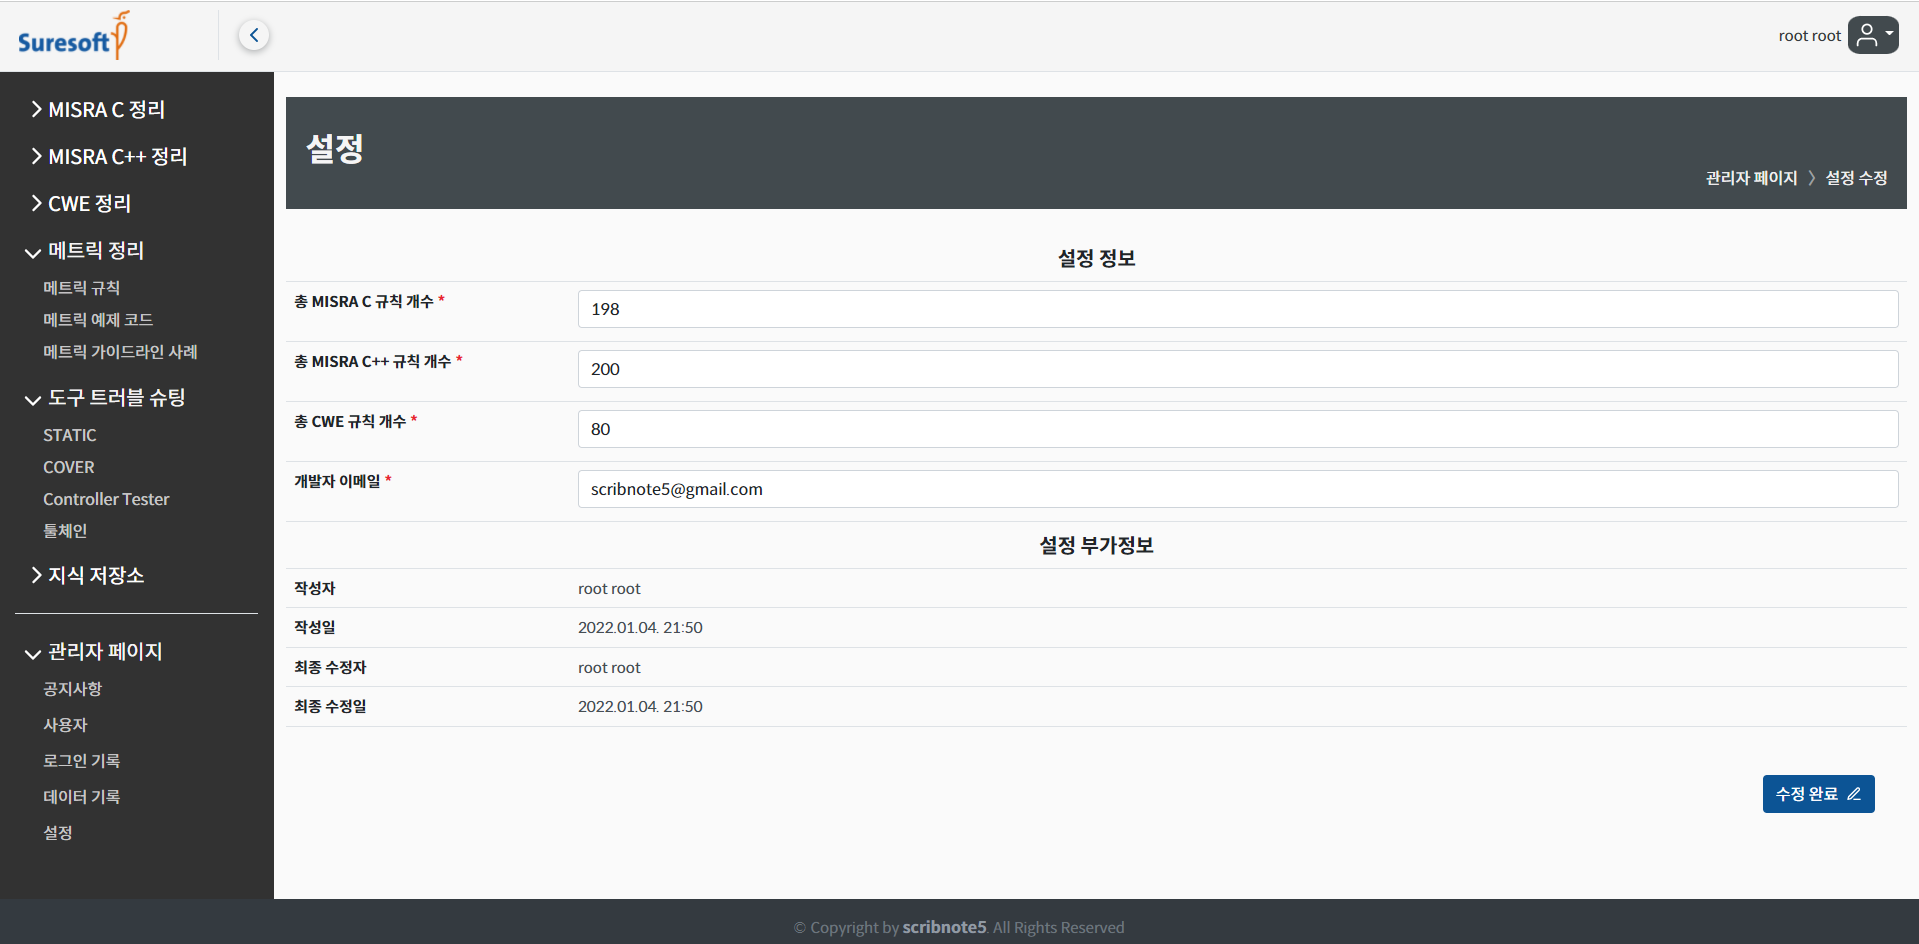 Suresoft
root root
MISRA C 정리
MISRA C++ 정리
CWE 정리
메트릭 정리
메트릭 규칙
메트릭 예제 코드
메트릭 가이드라인 사례
도구 트러블 슈팅
STATIC
COVER
Controller Tester
툴체인
지식 저장소
관리자 페이지
공지사항
사용자
로그인 기록
데이터 기록
설정
설정
관리자 페이지 〉 설정 수정
설정 정보
총 MISRA C 규칙 개수 * 198
총 MISRA C++ 규칙 개수 * 200
총 CWE 규칙 개수 * 80
개발자 이메일 * scribnote5@gmail.com
설정 부가정보
작성자 root root
작성일 2022.01.04. 21:50
최종 수정자 root root
최종 수정일 2022.01.04. 21:50
수정 완료
© Copyright by scribnote5. All Rights Reserved